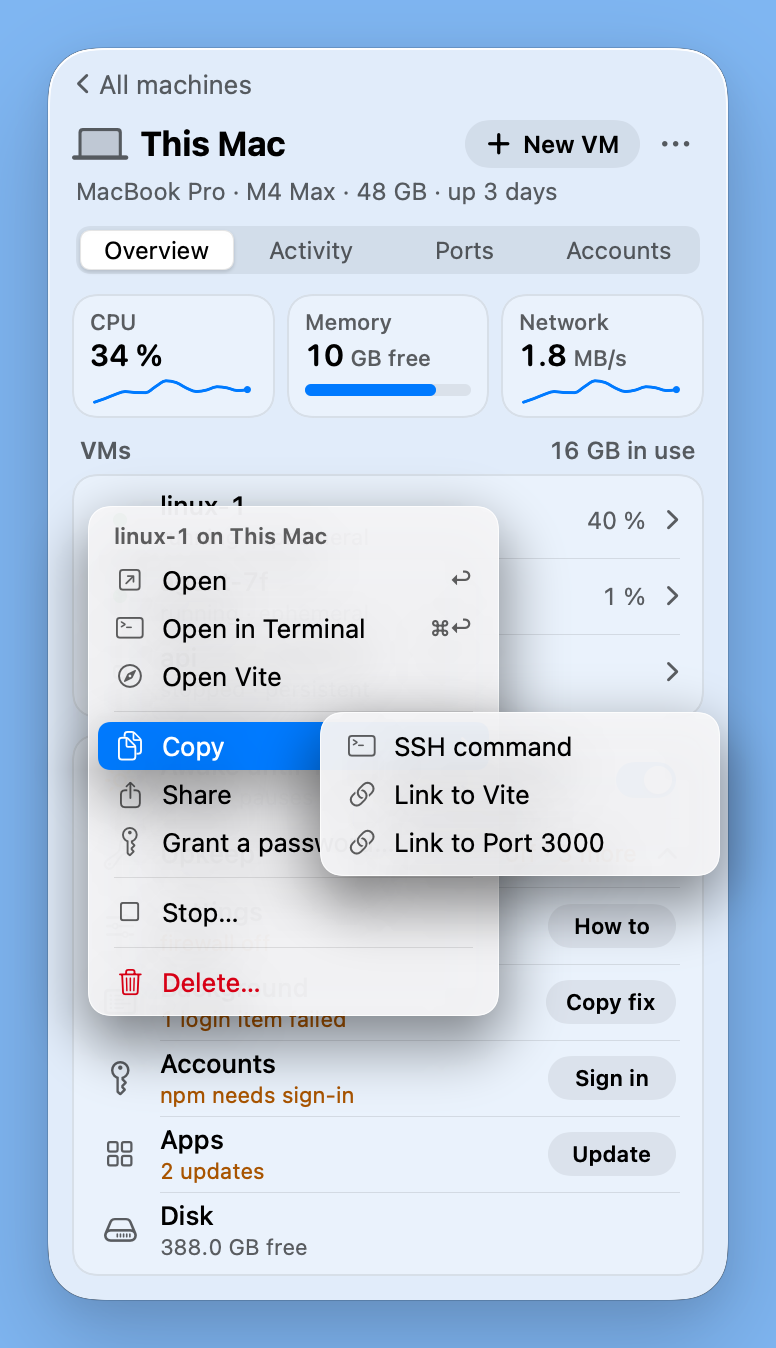 All machines
This Mac
New VM
MacBook Pro · M4 Max · 48 GB · up 3 days
Overview
Activity
Ports
Accounts
CPU
34 %
Memory
10 GB free
Network
1.8 MB/s
VMs
16 GB in use
linux-1
40 %
1 %
linux-1 on This Mac
Open
Open in Terminal
⌘↩
Open Vite
Copy
Share
Grant a passw
SSH command
Link to Vite
Link to Port 3000
Stop…
Delete…
How to
Copy fix
1 login item failed
Accounts
npm needs sign-in
Sign in
Apps
2 updates
Update
Disk
388.0 GB free